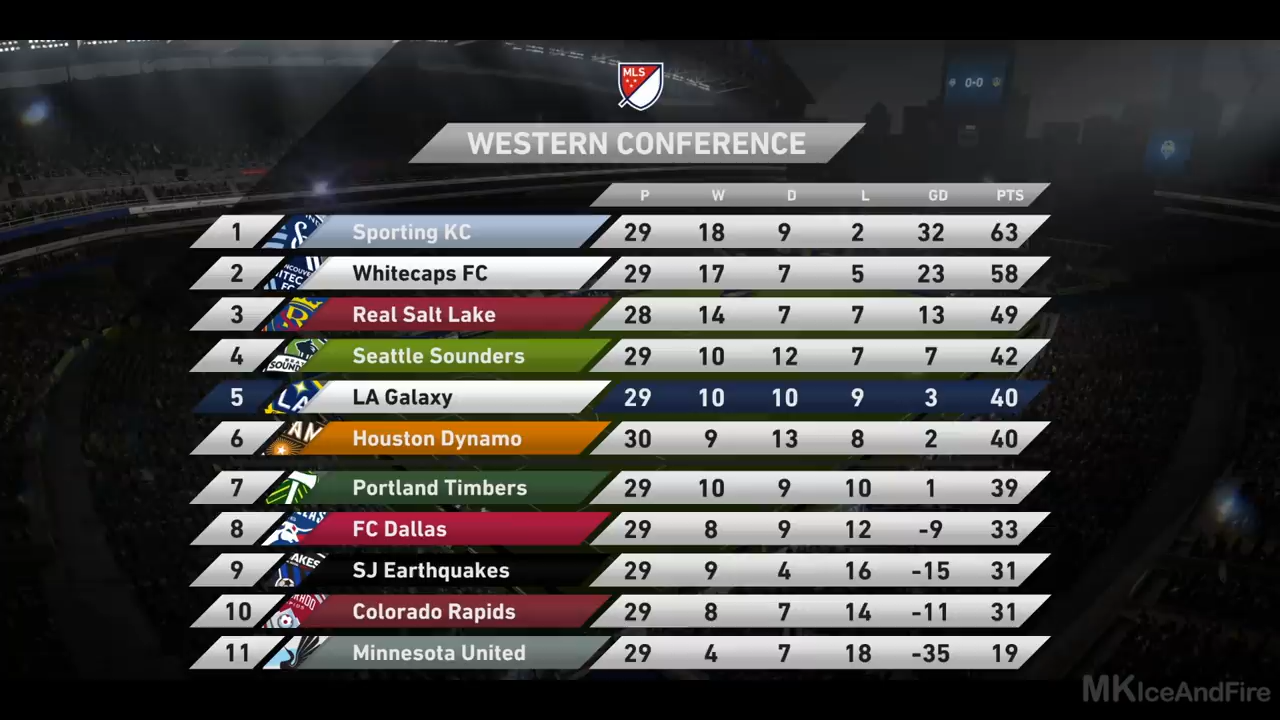 MLS
0-0
WESTERN CONFERENCE
P W D L GD PTS
1 Sporting KC 29 18 9 2 32 63
2 Whitecaps FC 29 17 7 5 23 58
3 Real Salt Lake 28 14 7 7 13 49
4 Seattle Sounders 29 10 12 7 7 42
5 LA Galaxy 29 10 10 9 3 40
6 Houston Dynamo 30 9 13 8 2 40
7 Portland Timbers 29 10 9 10 1 39
8 FC Dallas 29 8 9 12 -9 33
9 SJ Earthquakes 29 9 4 16 -15 31
10 Colorado Rapids 29 8 7 14 -11 31
11 Minnesota United 29 4 7 18 -35 19
MKIceAndFire